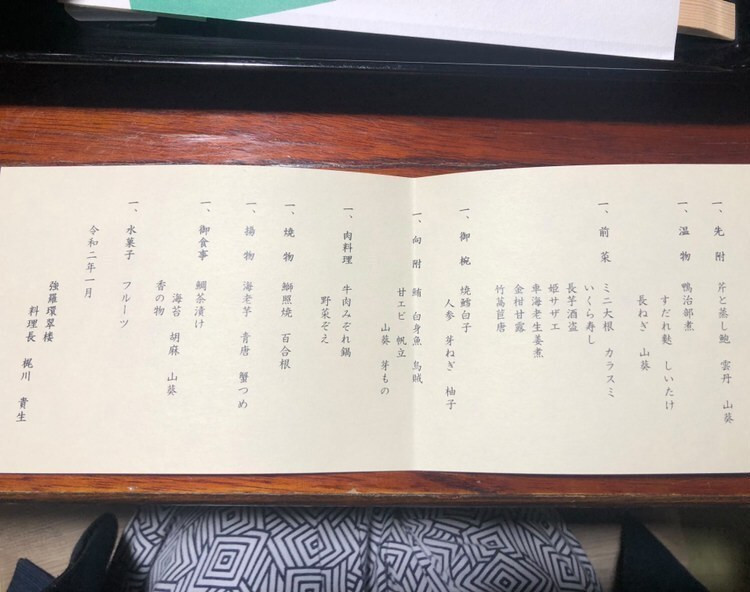 一、先附　芹と蒸し鮑　雲丹　山葵
一、温物　鴨治部煮
すだれ麩　しいたけ
長ねぎ　山葵
一、前菜　ミニ大根　カラスミ
いくら寿し
長芋酒盗
姫サザエ
車海老生姜煮
金柑甘露
竹萵苣唐
一、御椀　焼鱈白子
人参　芽ねぎ　柚子
一、向附　鮪　白身魚　烏賊
甘エビ　帆立
山葵　芽もの
一、肉料理　牛肉みぞれ鍋
野菜ぞえ
一、焼物　鰤照焼　百合根
一、揚物　海老芋　青唐　蟹つめ
一、御食事　鯛茶漬け
海苔　胡麻　山葵
香の物
一、水菓子　フルーツ
令和二年一月
強羅環翠楼
料理長　梶川　貴生